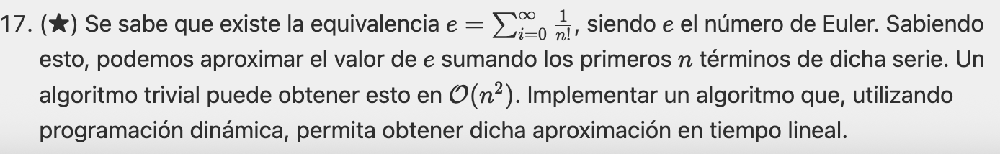 17. (★) Se sabe que existe la equivalencia $e = \sum_{i=0}^{\infty} \frac{1}{n!}$, siendo $e$ el número de Euler. Sabiendo
esto, podemos aproximar el valor de $e$ sumando los primeros $n$ términos de dicha serie. Un
algoritmo trivial puede obtener esto en $\mathcal{O}(n^2)$. Implementar un algoritmo que, utilizando
programación dinámica, permita obtener dicha aproximación en tiempo lineal.